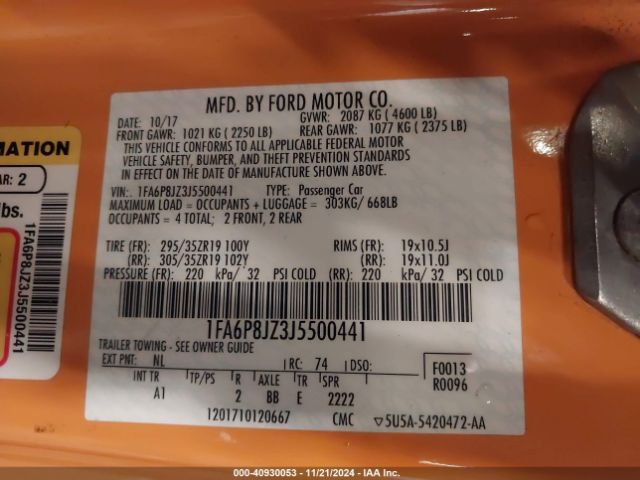 MFD. BY FORD MOTOR CO.
DATE: 10/17 GVWR: 2087 KG ( 4600 LB)
FRONT GAWR: 1021 KG ( 2250 LB) REAR GAWR: 1077 KG ( 2375 LB)
THIS VEHICLE CONFORMS TO ALL APPLICABLE FEDERAL MOTOR
VEHICLE SAFETY, BUMPER, AND THEFT PREVENTION STANDARDS
IN EFFECT ON THE DATE OF MANUFACTURE SHOWN ABOVE.
VIN: 1FA6P8JZ3J5500441 TYPE: Passenger Car
MAXIMUM LOAD = OCCUPANTS + LUGGAGE = 303KG/ 668LB
OCCUPANTS = 4 TOTAL; 2 FRONT, 2 REAR
TIRE (FR): 295/35ZR19 100Y RIMS (FR): 19x10.5J
(RR): 305/35ZR19 102Y (RR): 19x11.0J
PRESSURE (FR): 220 kPa/ 32 PSI COLD (RR): 220 kPa/ 32 PSI COLD
1FA6P8JZ3J5500441
TRAILER TOWING - SEE OWNER GUIDE
EXT PNT: NL RC: 74 DSO: F0013
R0096
INT TR TP/PS R AXLE TR SPR
A1 2 BB E 2222
1201710120667 CMC 5U5A-5420472-AA
MATION
AR: 2
lbs.
1FA6P8JZ3J5500441
000-40930053 - 11/21/2024 - IAA Inc.